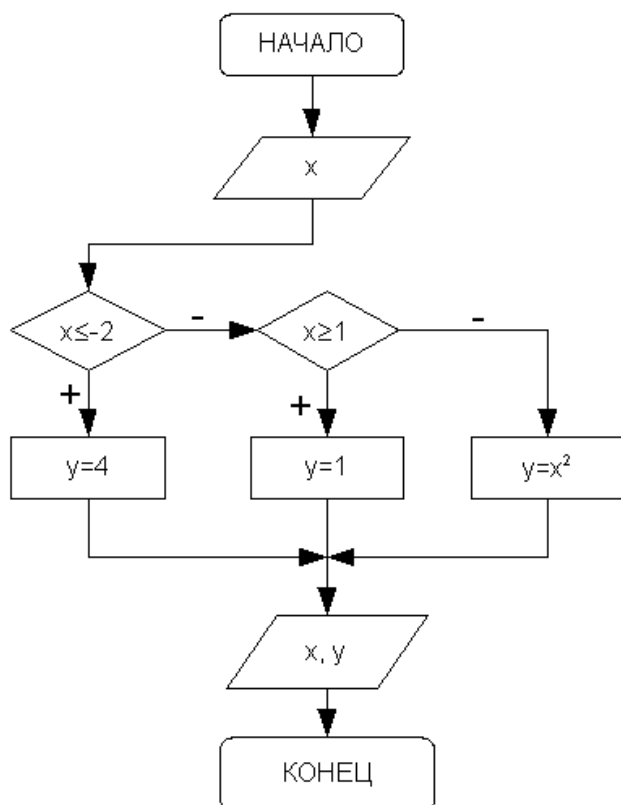 НАЧАЛО
x
x≤-2
-
x≥1
-
+
+
y=4
y=1
y=x²
x, y
КОНЕЦ